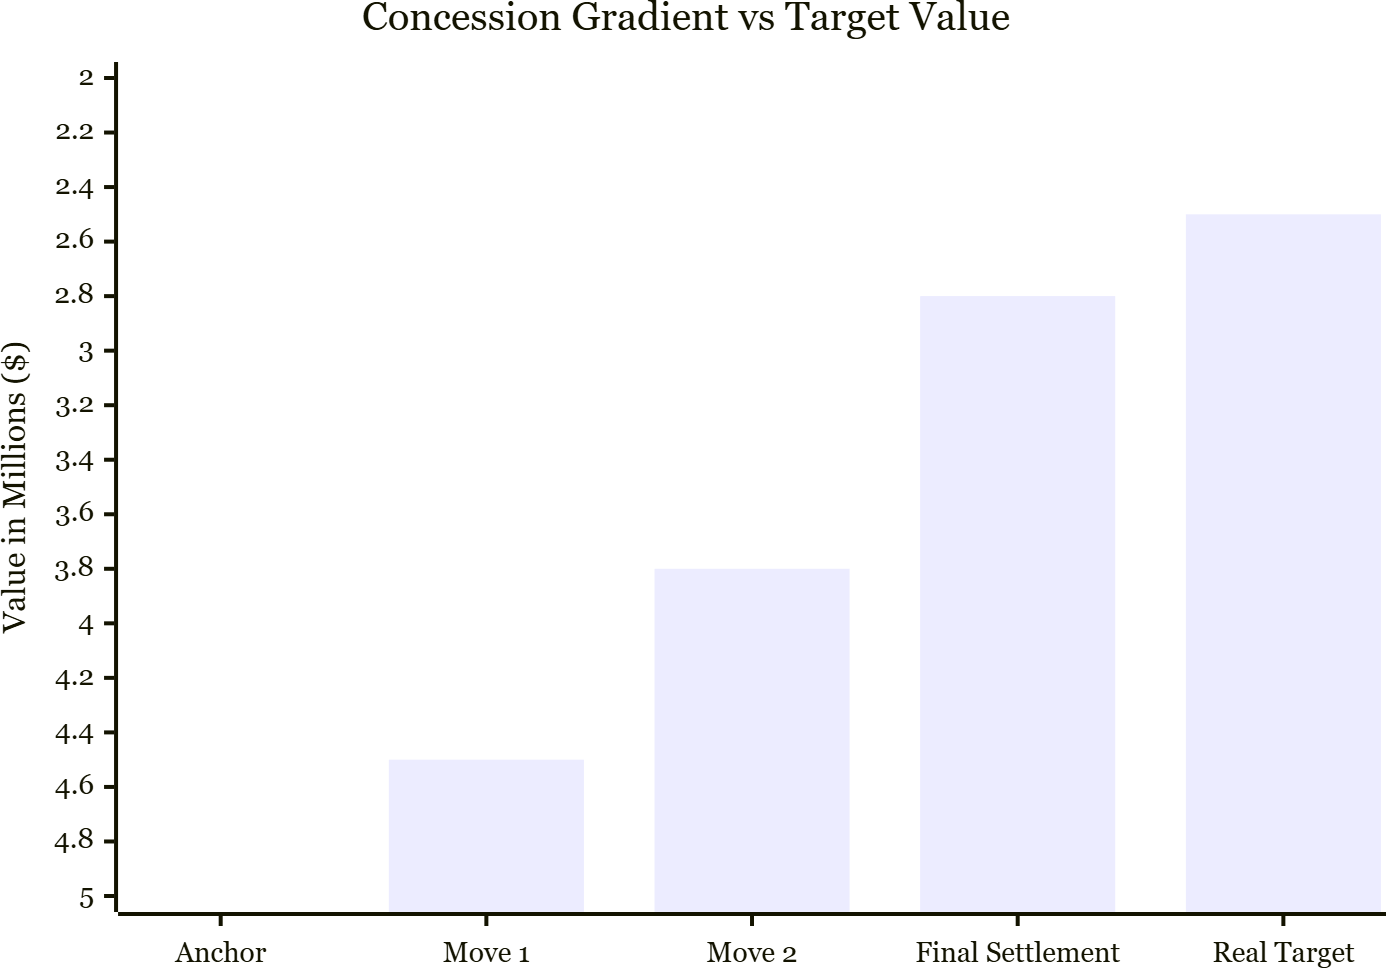 Concession Gradient vs Target Value
Value in Millions ($)
2
2.2
2.4
2.6
2.8
3
3.2
3.4
3.6
3.8
4
4.2
4.4
4.6
4.8
5
Anchor
Move 1
Move 2
Final Settlement
Real Target